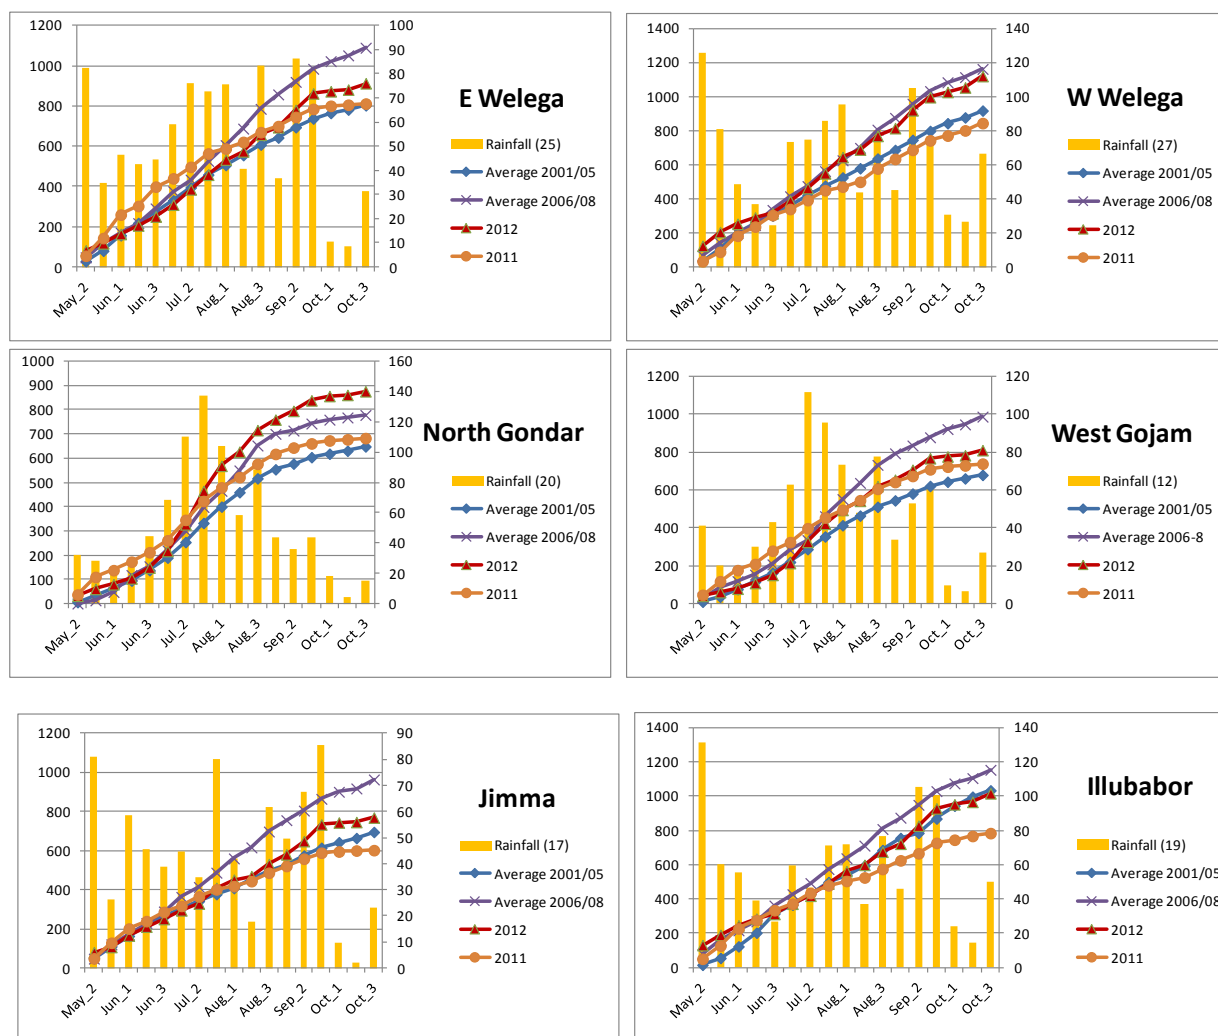 E Welega
1200
1000
800
600
400
200
0
100
90
80
70
60
50
40
30
20
10
0
May_2
Jun_1
Jun_3
Jul_2
Aug_1
Aug_3
Sep_2
Oct_1
Oct_3
Rainfall (25)
Average 2001/05
Average 2006/08
2012
2011
W Welega
1400
1200
1000
800
600
400
200
0
140
120
100
80
60
40
20
0
May_2
Jun_1
Jun_3
Jul_2
Aug_1
Aug_3
Sep_2
Oct_1
Oct_3
Rainfall (27)
Average 2001/05
Average 2006/08
2012
2011
North Gondar
1000
900
800
700
600
500
400
300
200
100
0
160
140
120
100
80
60
40
20
0
May_2
Jun_1
Jun_3
Jul_2
Aug_1
Aug_3
Sep_2
Oct_1
Oct_3
Rainfall (20)
Average 2001/05
Average 2006/08
2012
2011
West Gojam
1200
1000
800
600
400
200
0
120
100
80
60
40
20
0
May_2
Jun_1
Jun_3
Jul_2
Aug_1
Aug_3
Sep_2
Oct_1
Oct_3
Rainfall (12)
Average 2001/05
Average 2006-8
2012
2011
Jimma
1200
1000
800
600
400
200
0
90
80
70
60
50
40
30
20
10
0
May_2
Jun_1
Jun_3
Jul_2
Aug_1
Aug_3
Sep_2
Oct_1
Oct_3
Rainfall (17)
Average 2001/05
Average 2006/08
2012
2011
Illubabor
1400
1200
1000
800
600
400
200
0
140
120
100
80
60
40
20
0
May_2
Jun_1
Jun_3
Jul_2
Aug_1
Aug_3
Sep_2
Oct_1
Oct_3
Rainfall (19)
Average 2001/05
Average 2006/08
2012
2011